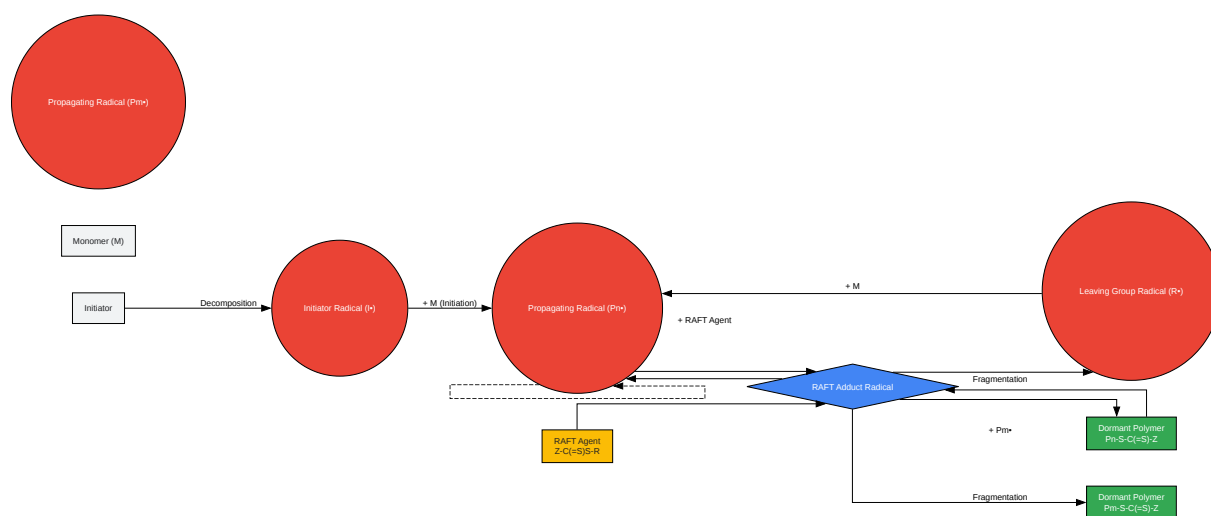 Propagating Radical (Pm•)
Monomer (M)
Initiator
Decomposition
Initiator Radical (I•)
+ M (Initiation)
Propagating Radical (Pn•)
+ M
Leaving Group Radical (R•)
+ RAFT Agent
RAFT Adduct Radical
Fragmentation
RAFT Agent
Z-C(=S)S-R
+ Pm•
Dormant Polymer
Pn-S-C(=S)-Z
Fragmentation
Dormant Polymer
Pm-S-C(=S)-Z